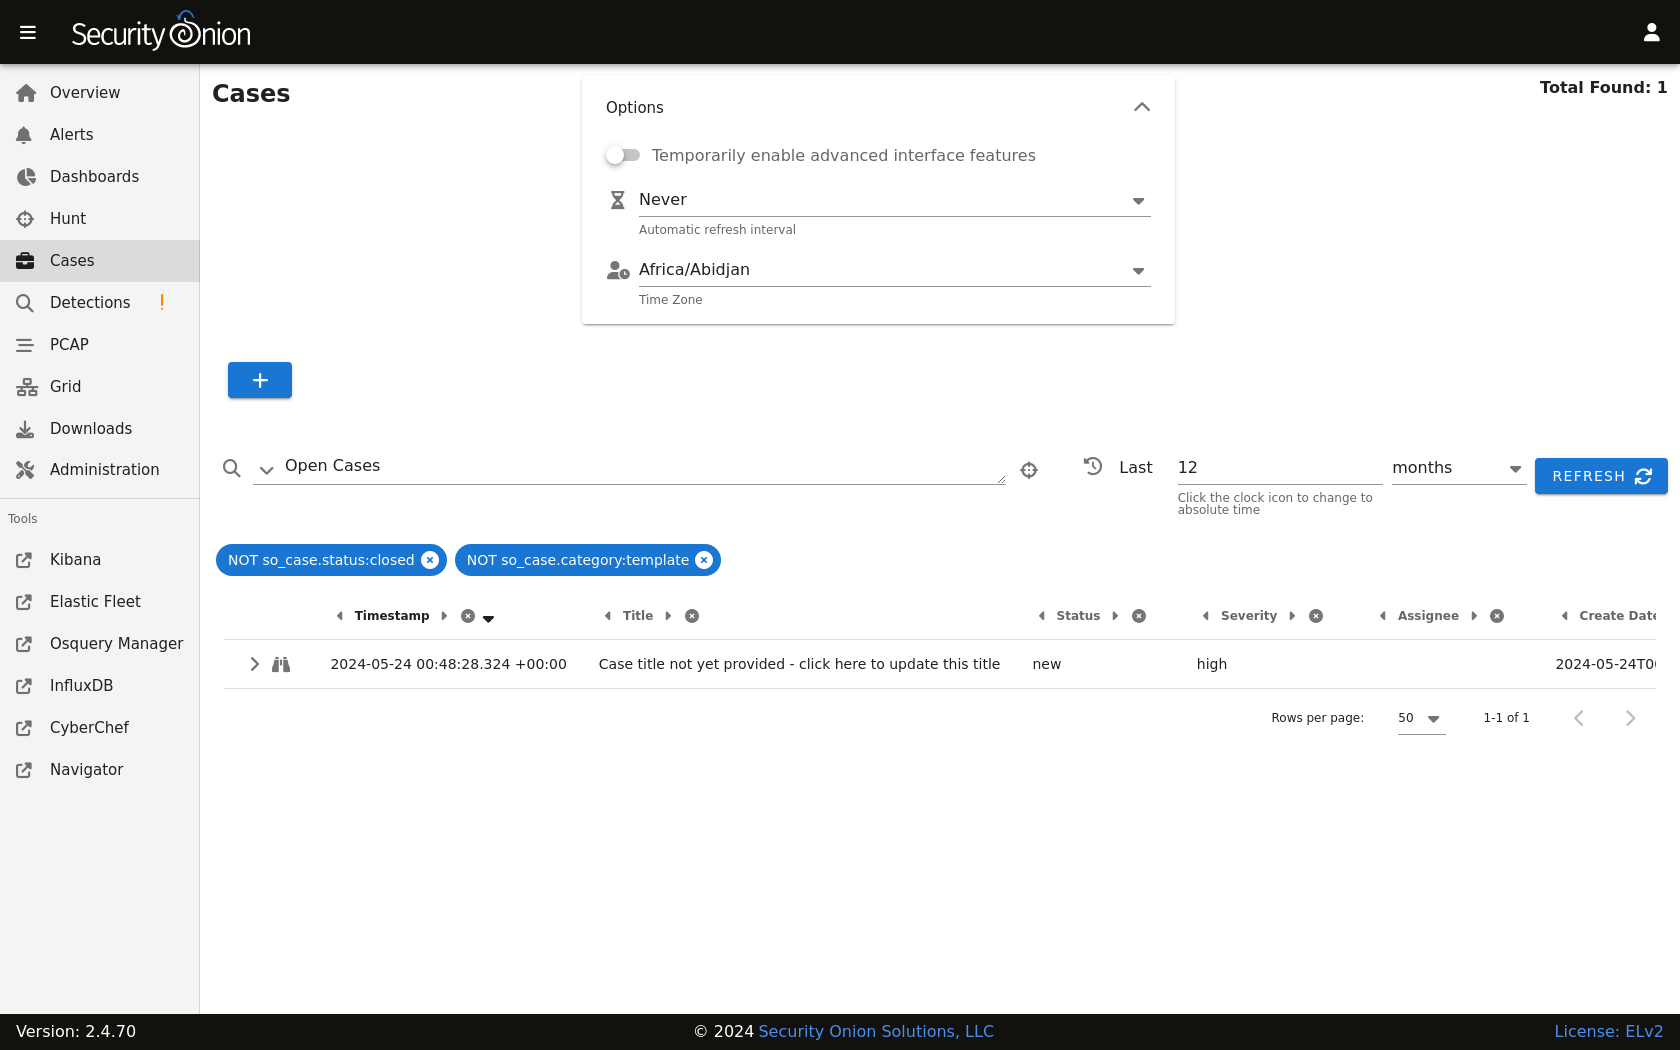 Security Onion
Overview
Alerts
Dashboards
Hunt
Cases
Detections !
PCAP
Grid
Downloads
Administration
Tools
Kibana
Elastic Fleet
Osquery Manager
InfluxDB
CyberChef
Navigator
Cases
Options
Temporarily enable advanced interface features
Never
Automatic refresh interval
Africa/Abidjan
Time Zone
Total Found: 1
+
Open Cases
Last 12 months REFRESH
Click the clock icon to change to
absolute time
NOT so_case.status:closed NOT so_case.category:template
Timestamp Title Status Severity Assignee Create Date
2024-05-24 00:48:28.324 +00:00 Case title not yet provided - click here to update this title new high 2024-05-24T0
Rows per page: 50 1-1 of 1
Version: 2.4.70 © 2024 Security Onion Solutions, LLC License: ELv2